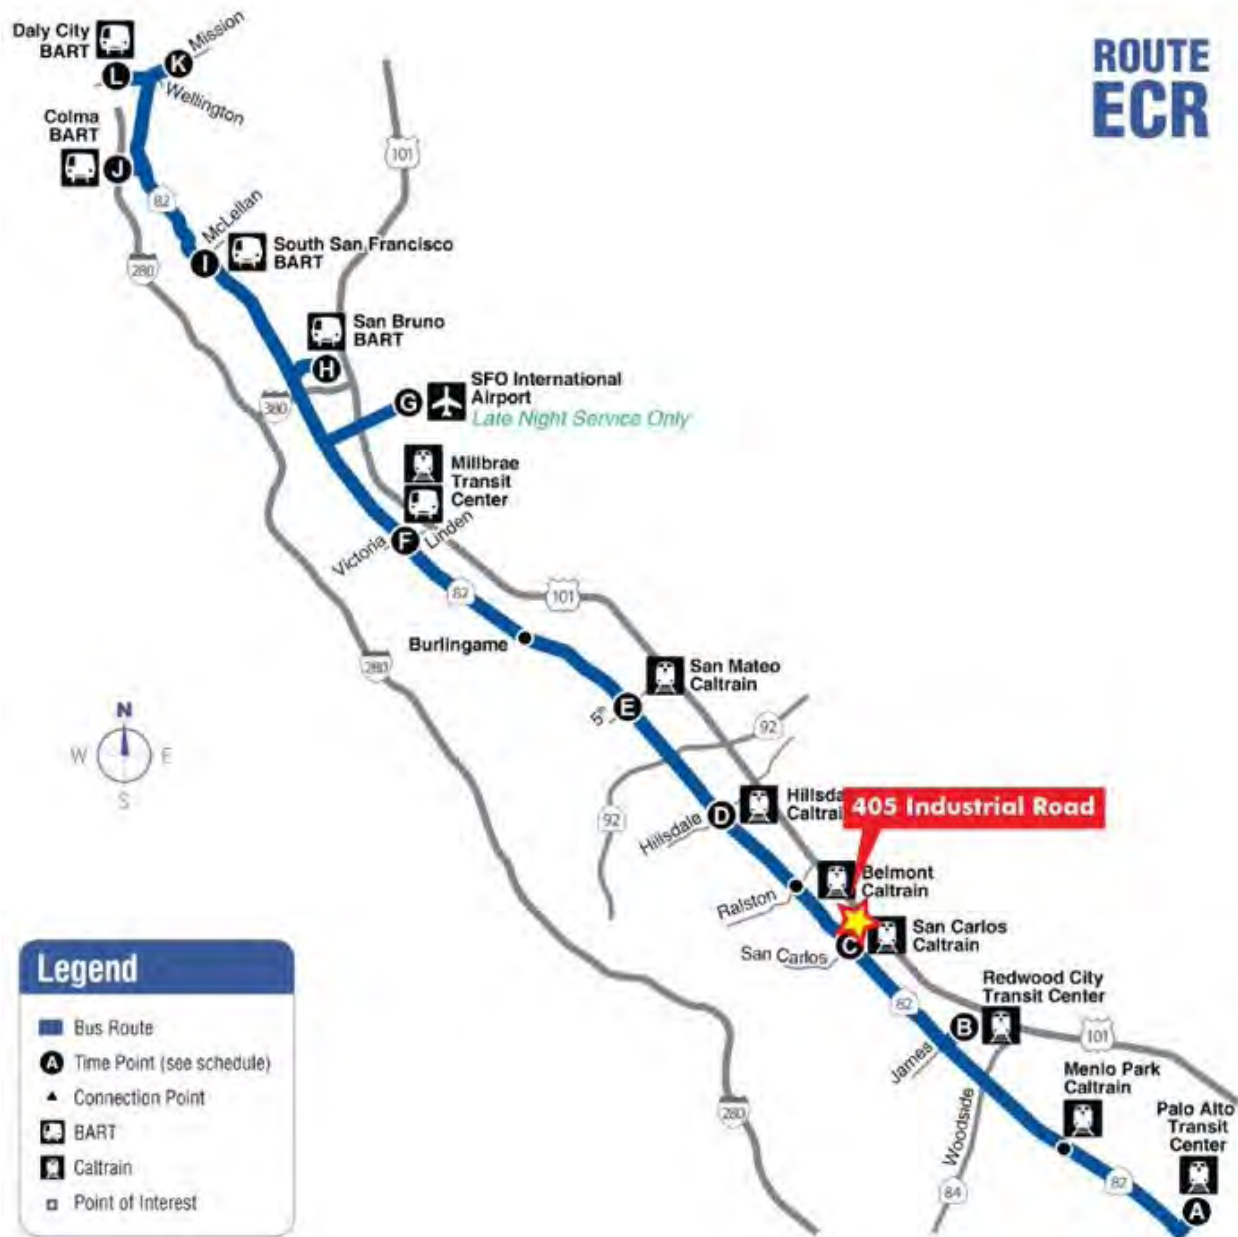 ROUTE
ECR
Daly City
BART
L
K
Mission
Wellington
Colma
BART
J
101
82
McLellan
I
South San Francisco
BART
280
San Bruno
BART
H
380
G
SFO International
Airport
Late Night Service Only
Millbrae
Transit
Center
Victoria
F
Linden
82
101
Burlingame
280
San Mateo
Caltrain
E
5th
92
N
W E
S
92
Hillsdale
D
Hillsda
Caltrai
405 Industrial Road
Belmont
Caltrain
Ralston
San Carlos
C
San Carlos
Caltrain
82
Redwood City
Transit Center
B
101
James
Menlo Park
Caltrain
Woodside
280
84
82
Palo Alto
Transit
Center
A
Legend
Bus Route
A Time Point (see schedule)
Connection Point
BART
Caltrain
Point of Interest